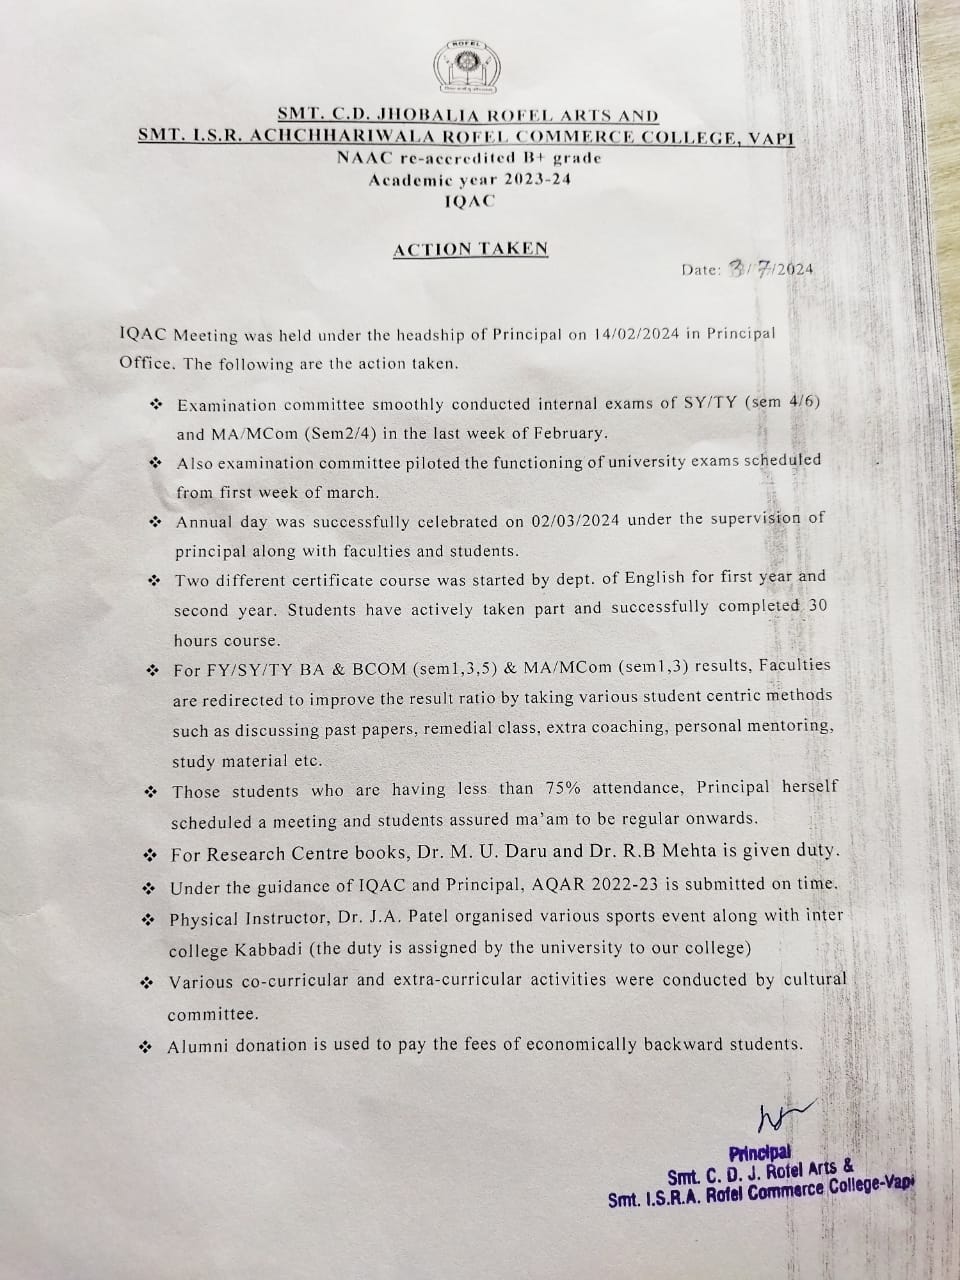 ROFEL
SMT. C.D. JHOBALIA ROFEL ARTS AND
SMT. I.S.R. ACHCHHARIWALA ROFEL COMMERCE COLLEGE, VAPI
NAAC re-accredited B+ grade
Academic year 2023-24
IQAC
ACTION TAKEN
Date: 3/7/2024
IQAC Meeting was held under the headship of Principal on 14/02/2024 in Principal
Office. The following are the action taken.
❖ Examination committee smoothly conducted internal exams of SY/TY (sem 4/6)
and MA/MCom (Sem2/4) in the last week of February.
❖ Also examination committee piloted the functioning of university exams scheduled
from first week of march.
❖ Annual day was successfully celebrated on 02/03/2024 under the supervision of
principal along with faculties and students.
❖ Two different certificate course was started by dept. of English for first year and
second year. Students have actively taken part and successfully completed 30
hours course.
❖ For FY/SY/TY BA & BCOM (sem1,3,5) & MA/MCom (sem1,3) results, Faculties
are redirected to improve the result ratio by taking various student centric methods
such as discussing past papers, remedial class, extra coaching, personal mentoring,
study material etc.
❖ Those students who are having less than 75% attendance, Principal herself
scheduled a meeting and students assured ma'am to be regular onwards.
❖ For Research Centre books, Dr. M. U. Daru and Dr. R.B Mehta is given duty.
❖ Under the guidance of IQAC and Principal, AQAR 2022-23 is submitted on time.
❖ Physical Instructor, Dr. J.A. Patel organised various sports event along with inter
college Kabbadi (the duty is assigned by the university to our college)
❖ Various co-curricular and extra-curricular activities were conducted by cultural
committee.
❖ Alumni donation is used to pay the fees of economically backward students.
Principal
Smt. C. D. J. Rofel Arts &
Smt. I.S.R.A. Rofel Commerce College-Vapi